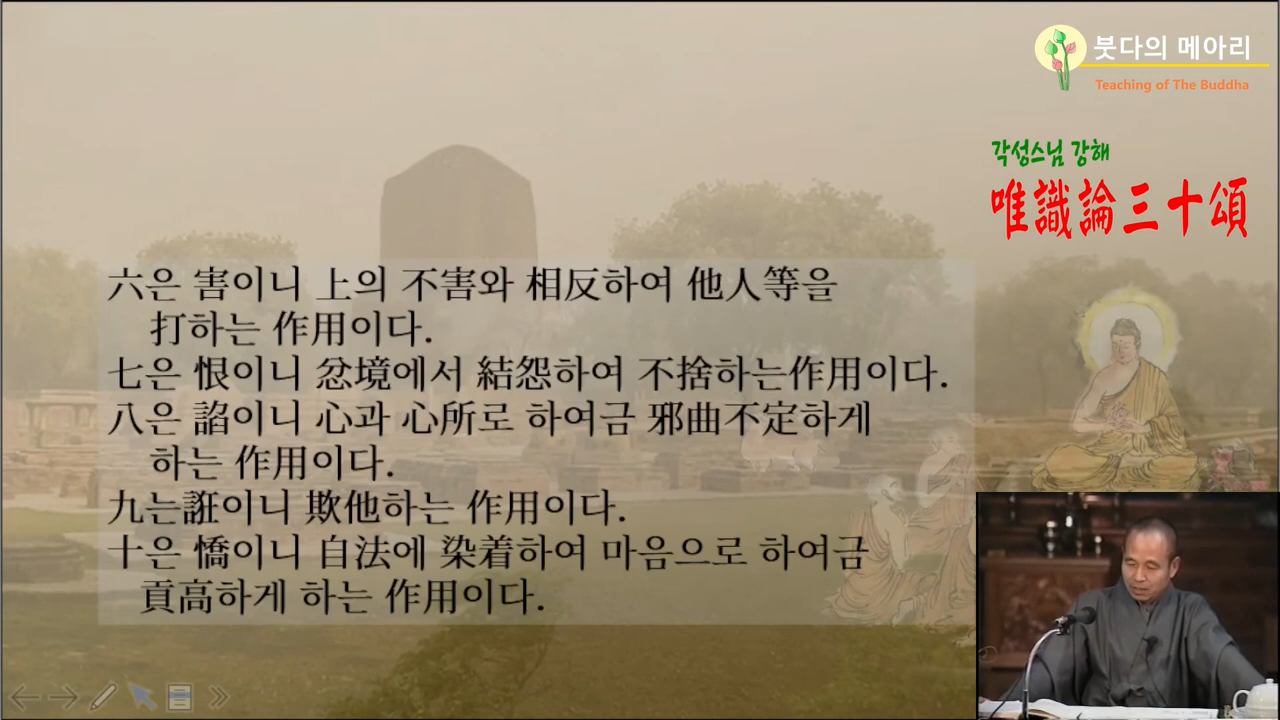 붓다의 메아리
Teaching of The Buddha
각성스님 강해
唯識論三十頌
六은 害이니 上의 不害와 相反하여 他人等을
打하는 作用이다.
七은 恨이니 忿境에서 結怨하여 不捨하는作用이다.
八은 諂이니 心과 心所로 하여금 邪曲不定하게
하는 作用이다.
九는誑이니 欺他하는 作用이다.
十은 憍이니 自法에 染着하여 마음으로 하여금
貢高하게 하는 作用이다.